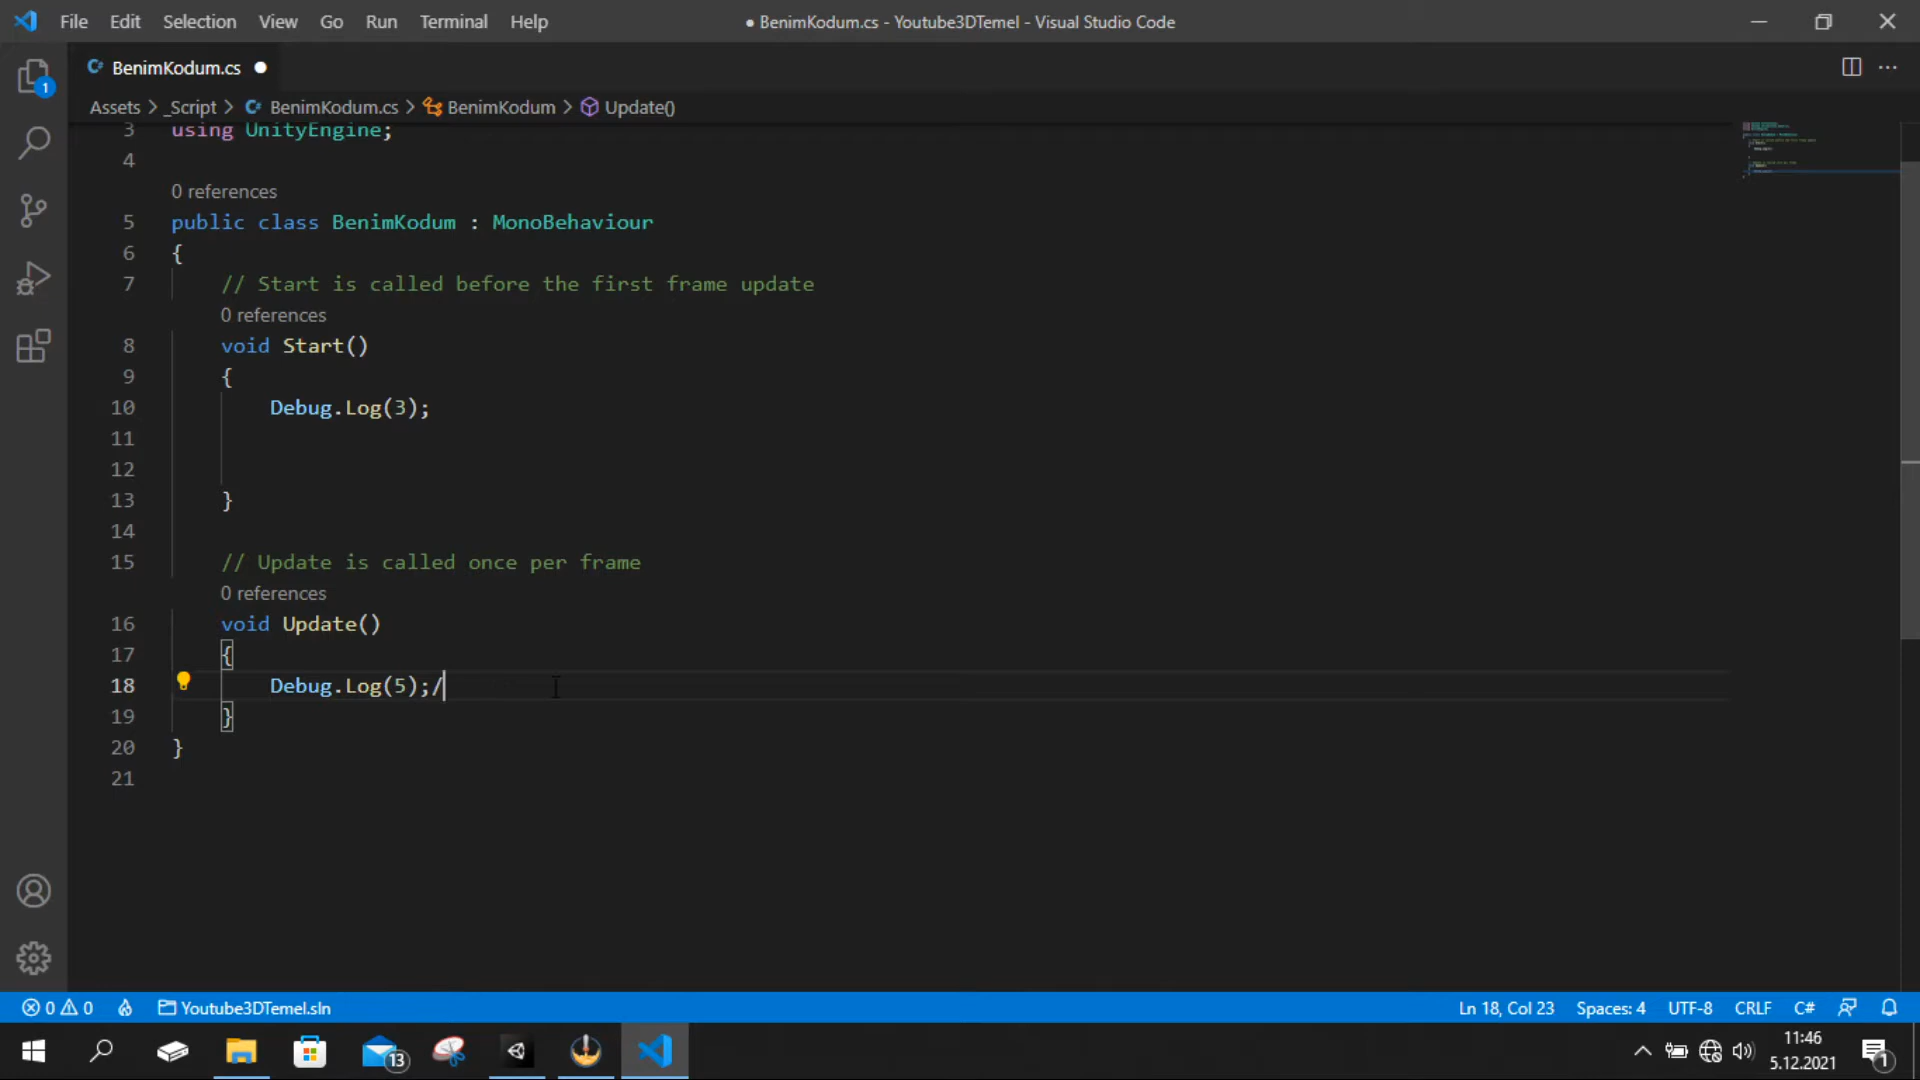 File Edit Selection View Go Run Terminal Help ● BenimKodum.cs - Youtube3DTemel - Visual Studio Code
BenimKodum.cs
Assets > _Script > BenimKodum.cs > BenimKodum > Update()
3 using UnityEngine;
4
0 references
5 public class BenimKodum : MonoBehaviour
6 {
7 // Start is called before the first frame update
0 references
8 void Start()
9 {
10 Debug.Log(3);
11
12
13 }
14
15 // Update is called once per frame
0 references
16 void Update()
17 {
18 Debug.Log(5);/
19 }
20 }
21
1
0 0 Youtube3DTemel.sln Ln 18, Col 23 Spaces: 4 UTF-8 CRLF C#
13
11:46
5.12.2021
1